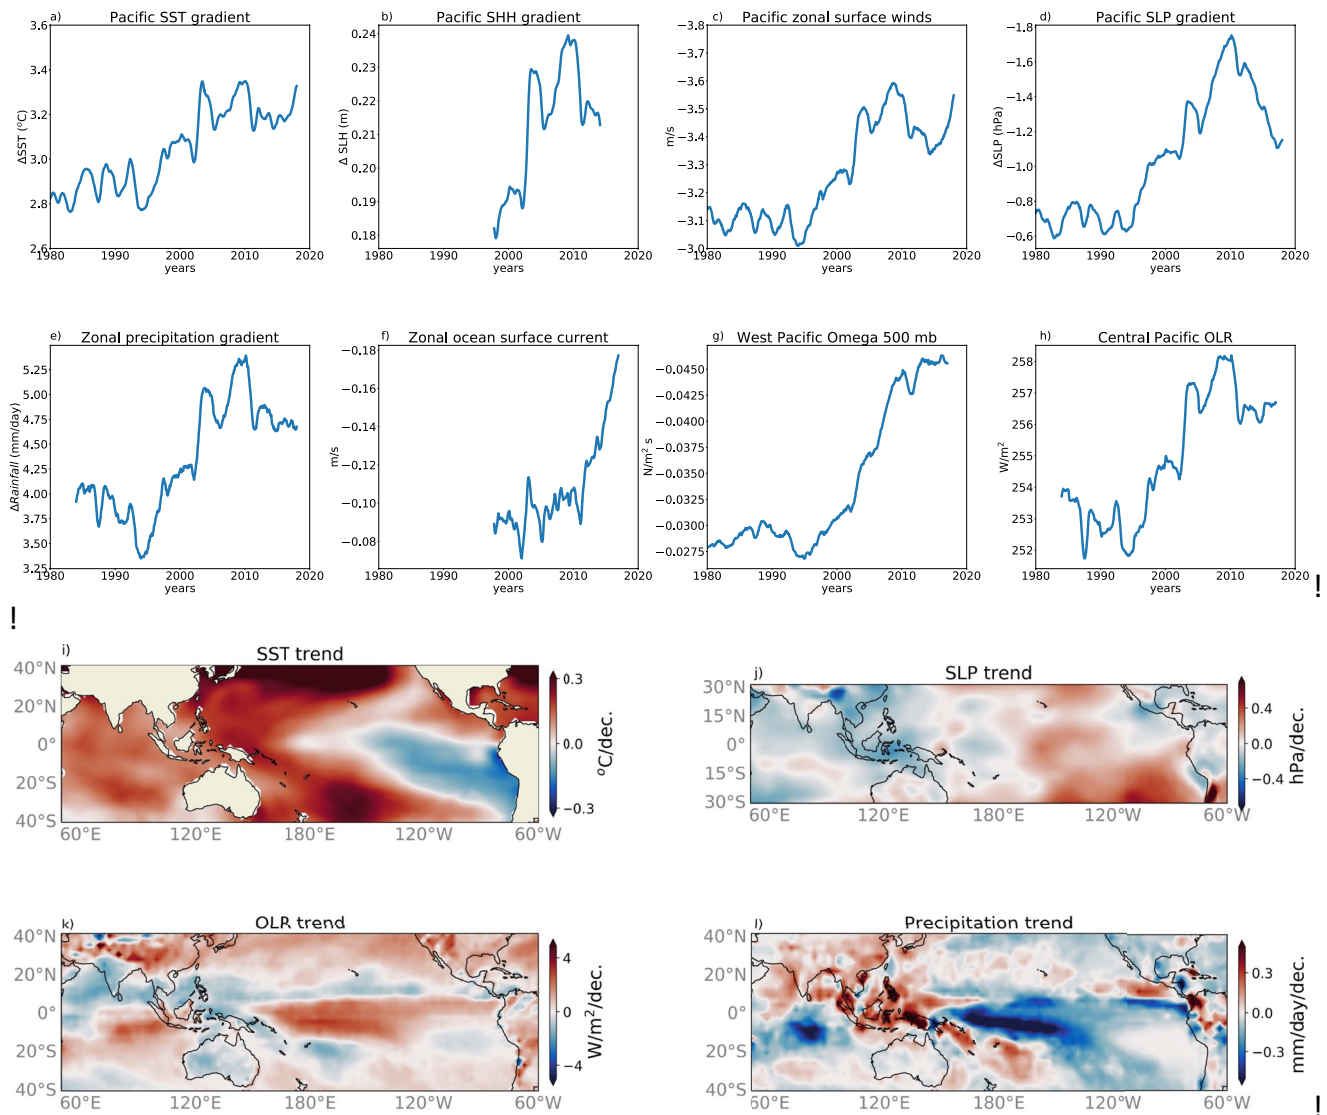 a) Pacific SST gradient
3.6
3.4
3.2
3.0
2.8
2.6
ΔSST (°C)
1980 1990 2000 2010 2020
years
b) Pacific SHH gradient
0.24
0.23
0.22
0.21
0.20
0.19
0.18
Δ SLH (m)
1980 1990 2000 2010 2020
years
c) Pacific zonal surface winds
−3.8
−3.7
−3.6
−3.5
−3.4
−3.3
−3.2
−3.1
−3.0
m/s
1980 1990 2000 2010 2020
years
d) Pacific SLP gradient
−1.8
−1.6
−1.4
−1.2
−1.0
−0.8
−0.6
ΔSLP (hPa)
1980 1990 2000 2010 2020
years
e) Zonal precipitation gradient
5.25
5.00
4.75
4.50
4.25
4.00
3.75
3.50
3.25
ΔRainfall (mm/day)
1980 1990 2000 2010 2020
years
f) Zonal ocean surface current
−0.18
−0.16
−0.14
−0.12
−0.10
−0.08
m/s
1980 1990 2000 2010 2020
years
g) West Pacific Omega 500 mb
−0.0450
−0.0425
−0.0400
−0.0375
−0.0350
−0.0325
−0.0300
−0.0275
N/m² s
1980 1990 2000 2010 2020
years
h) Central Pacific OLR
258
257
256
255
254
253
252
W/m²
1980 1990 2000 2010 2020
years
!
!
i) SST trend
40°N
20°N
0°
20°S
40°S
60°E 120°E 180°E 120°W 60°W
0.3
0.0
−0.3
°C/dec.
j) SLP trend
30°N
15°N
0°
15°S
30°S
60°E 120°E 180°E 120°W 60°W
0.4
0.0
−0.4
hPa/dec.
k) OLR trend
40°N
20°N
0°
20°S
40°S
60°E 120°E 180°E 120°W 60°W
4
0
−4
W/m²/dec.
l) Precipitation trend
40°N
20°N
0°
20°S
40°S
60°E 120°E 180°E 120°W 60°W
0.3
0.0
−0.3
mm/day/dec.
!